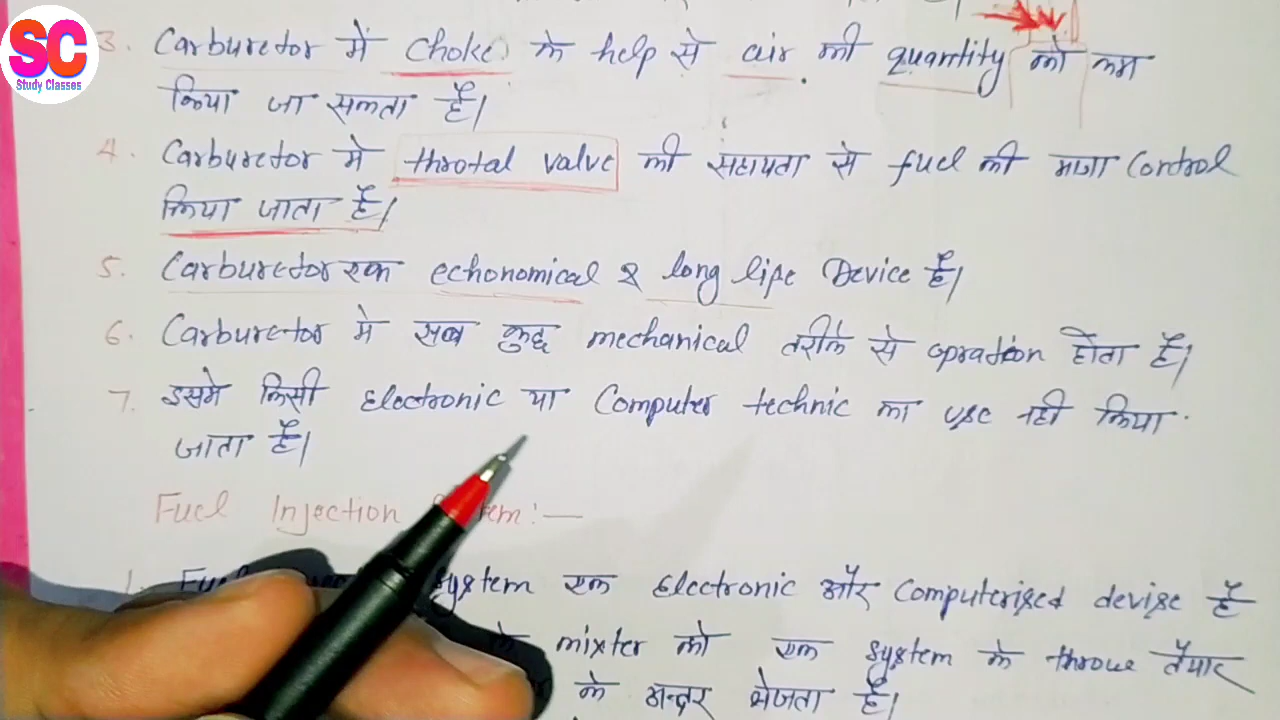 SC
Study Classes
3. Carburetor में choke के help से air की quantity को कम
किया जा सकता है।
4. Carburetor मे throtal valve की सहायता से fuel की मात्रा Control
किया जाता है।
5. Carburetor एक echonomical & long life Device है।
6. Carburetor मे सब कुछ mechanical तरीके से opration होता है।
7. इसमे किसी Electronic या Computer technic का use नही किया
जाता है।
Fuel Injection
1. system एक Electronic और Computerised devise है
के mixter को एक system के throue तैयार
के अन्दर भेजता है।